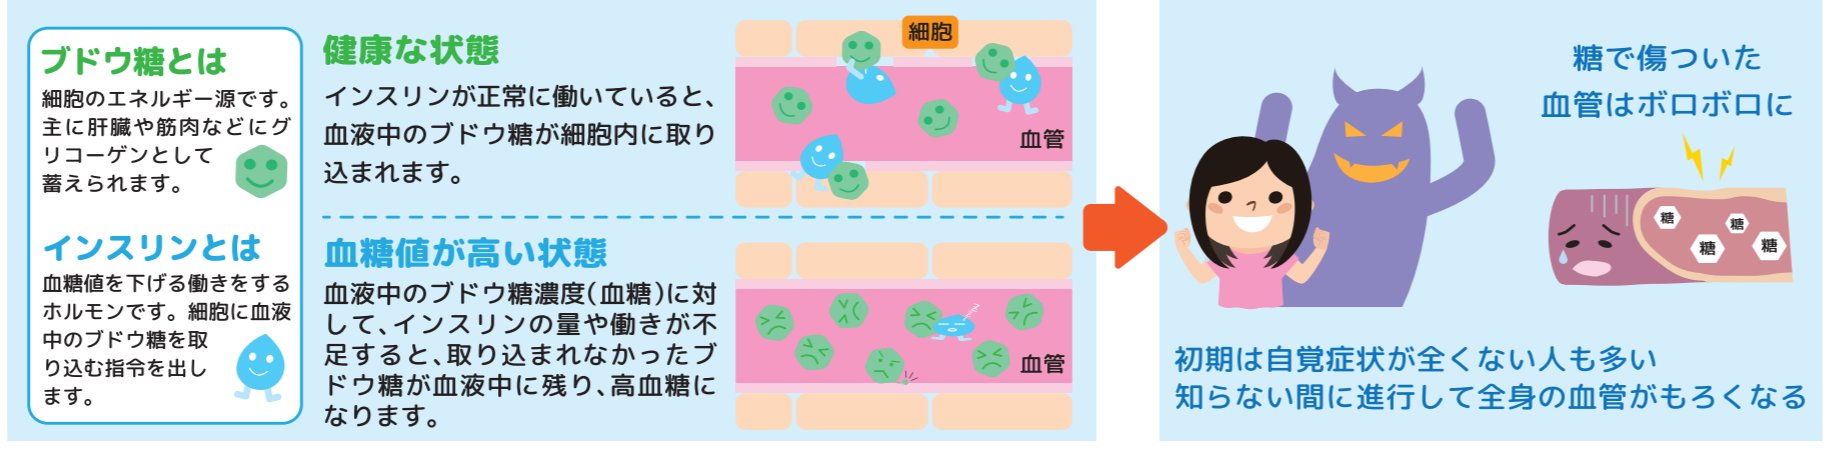 ブドウ糖とは
細胞のエネルギー源です。
主に肝臓や筋肉などにグ
リコーゲンとして
蓄えられます。
インスリンとは
血糖値を下げる働きをする
ホルモンです。細胞に血液
中のブドウ糖を取
り込む指令を出し
ます。
健康な状態
インスリンが正常に働いていると、
血液中のブドウ糖が細胞内に取り
込まれます。
細胞
血管
血糖値が高い状態
血液中のブドウ糖濃度(血糖)に対
して、インスリンの量や働きが不
足すると、取り込まれなかったブ
ドウ糖が血液中に残り、高血糖に
なります。
血管
糖で傷ついた
血管はボロボロに
糖
糖
糖
糖
初期は自覚症状が全くない人も多い
知らない間に進行して全身の血管がもろくなる